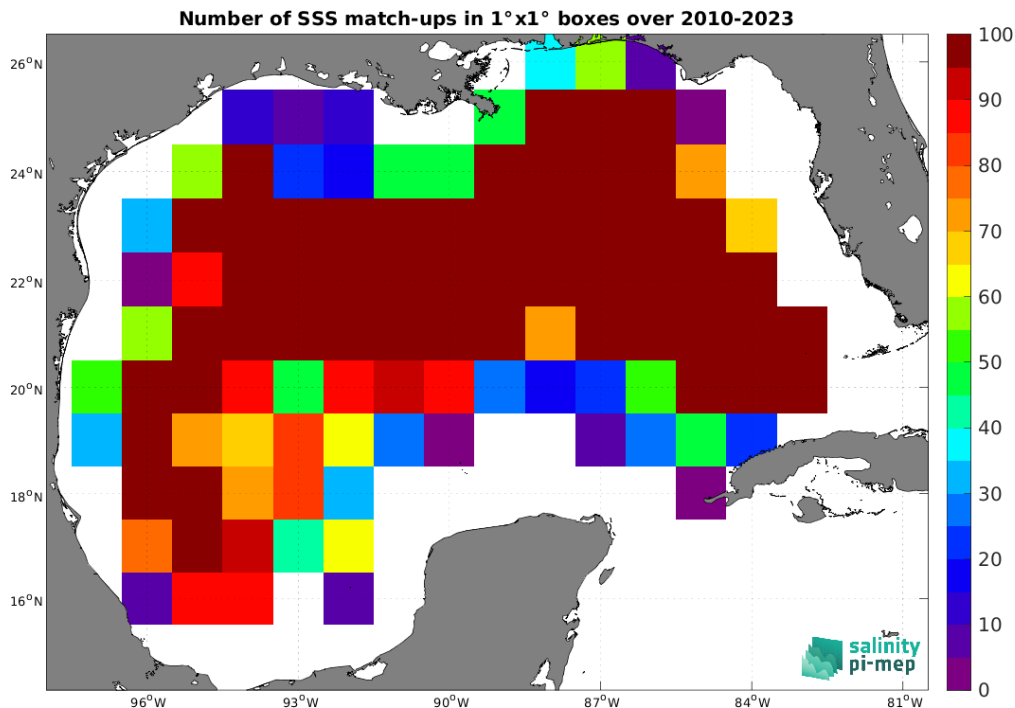 Number of SSS match-ups in 1°x1° boxes over 2010-2023
26°N
24°N
22°N
20°N
18°N
16°N
96°W 93°W 90°W 87°W 84°W 81°W
100
90
80
70
60
50
40
30
20
10
0
salinity
pi-mep